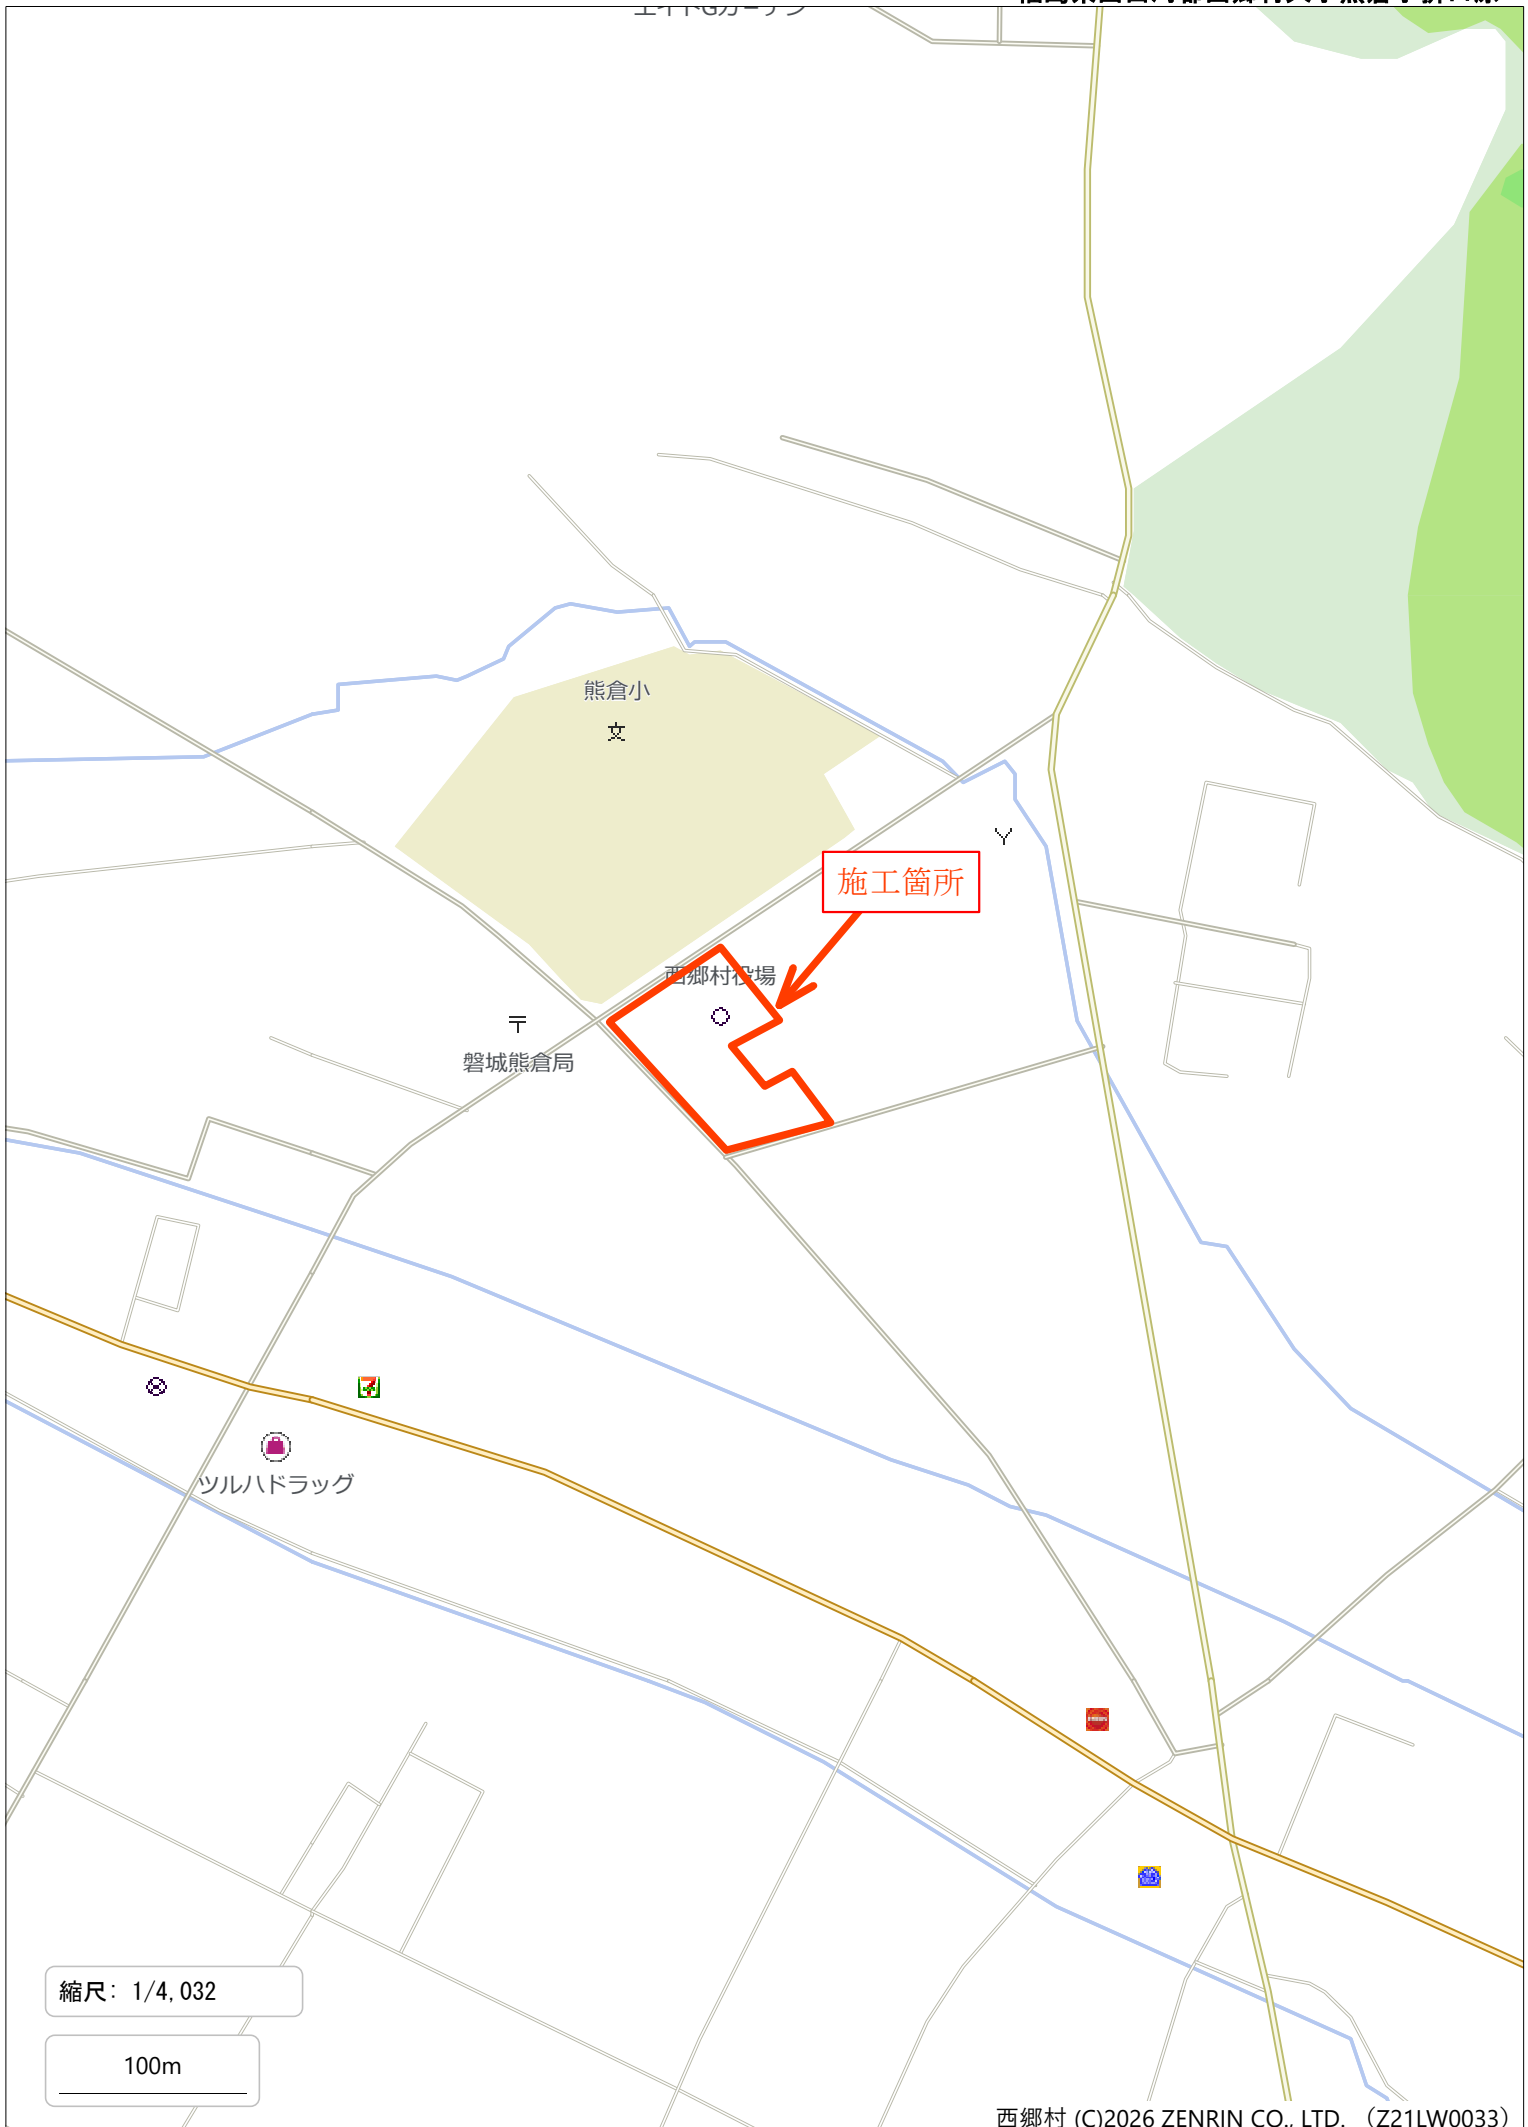 熊倉小
文
施工箇所
西郷村役場
〒
磐城熊倉局
7
ツルハドラッグ
縮尺: 1/4,032
100m
西郷村 (C)2026 ZENRIN CO., LTD. (Z21LW0033)